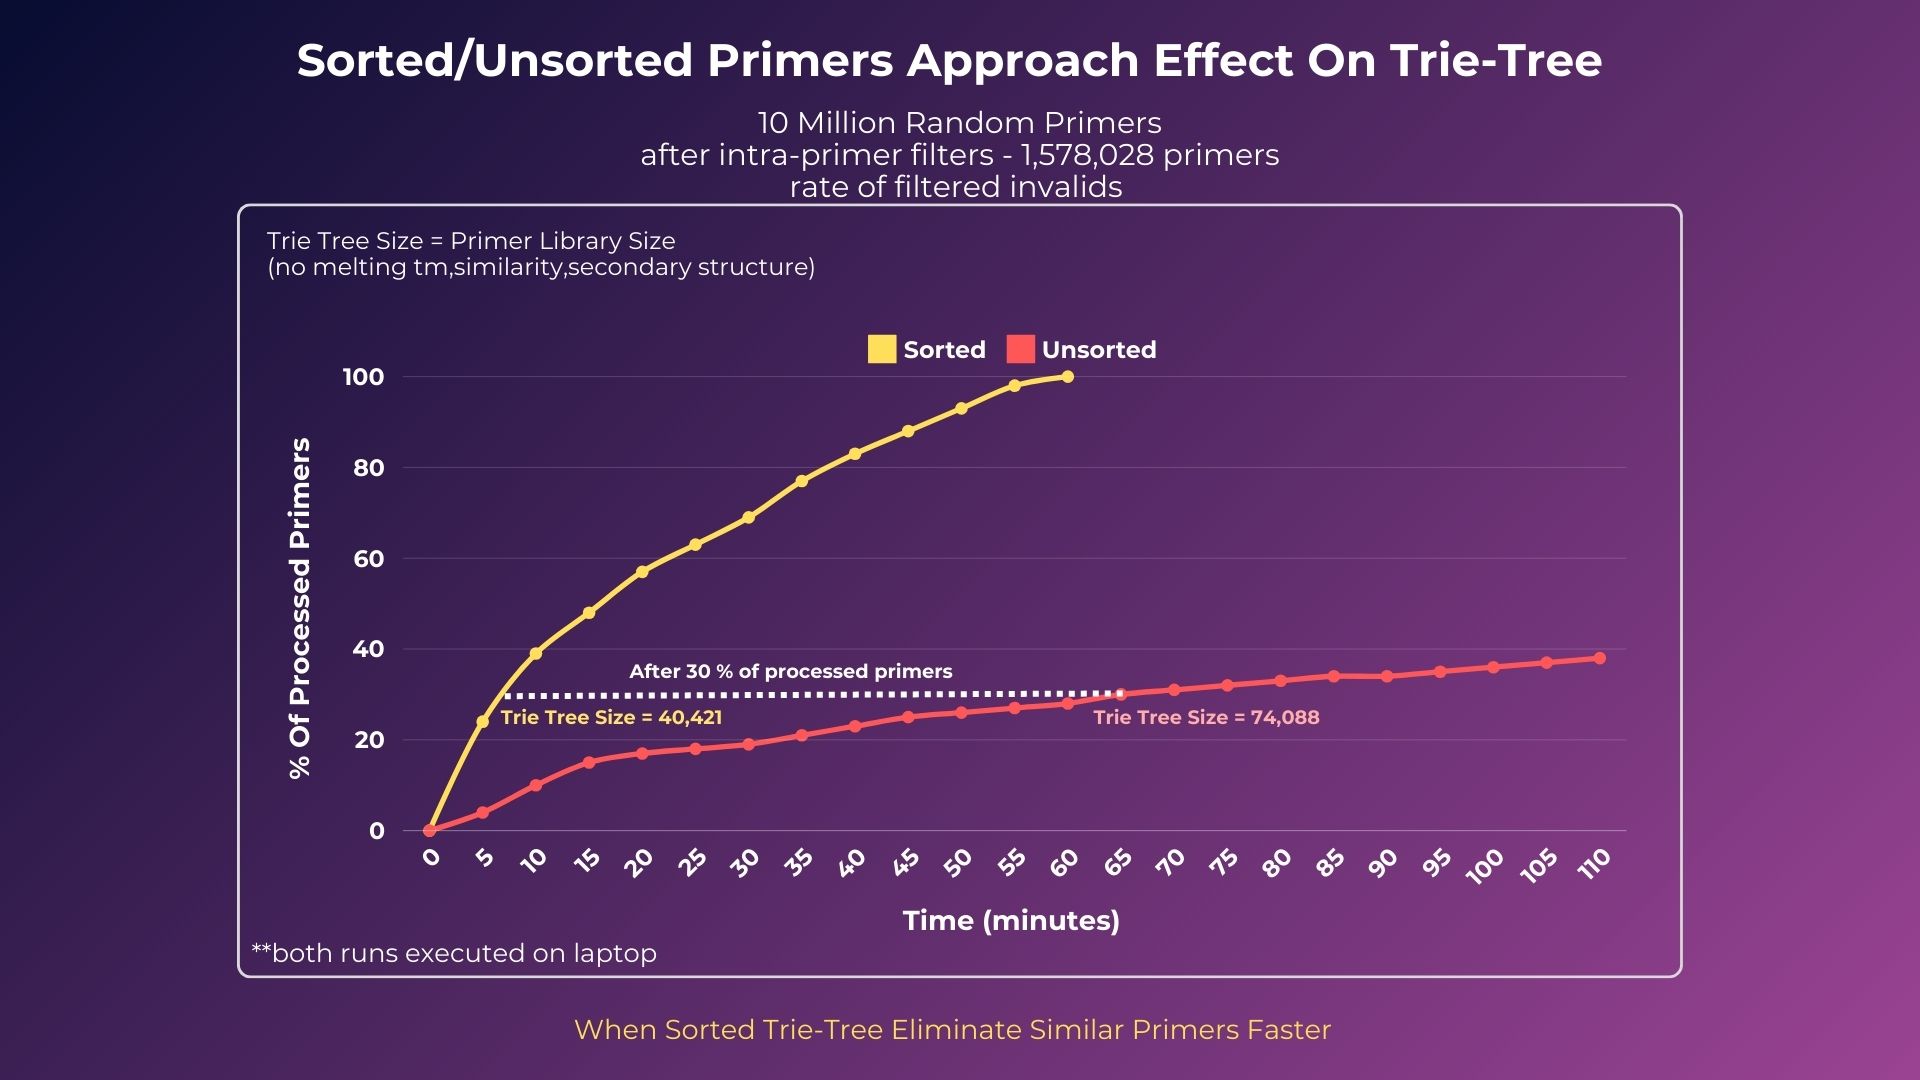 Sorted/Unsorted Primers Approach Effect On Trie-Tree
10 Million Random Primers
after intra-primer filters - 1,578,028 primers
rate of filtered invalids
Trie Tree Size = Primer Library Size
(no melting tm,similarity,secondary structure)
Sorted
Unsorted
% Of Processed Primers
100
80
60
40
20
0
After 30 % of processed primers
Trie Tree Size = 40,421
Trie Tree Size = 74,088
0 5 10 15 20 25 30 35 40 45 50 55 60 65 70 75 80 85 90 95 100 105 110
Time (minutes)
**both runs executed on laptop
When Sorted Trie-Tree Eliminate Similar Primers Faster